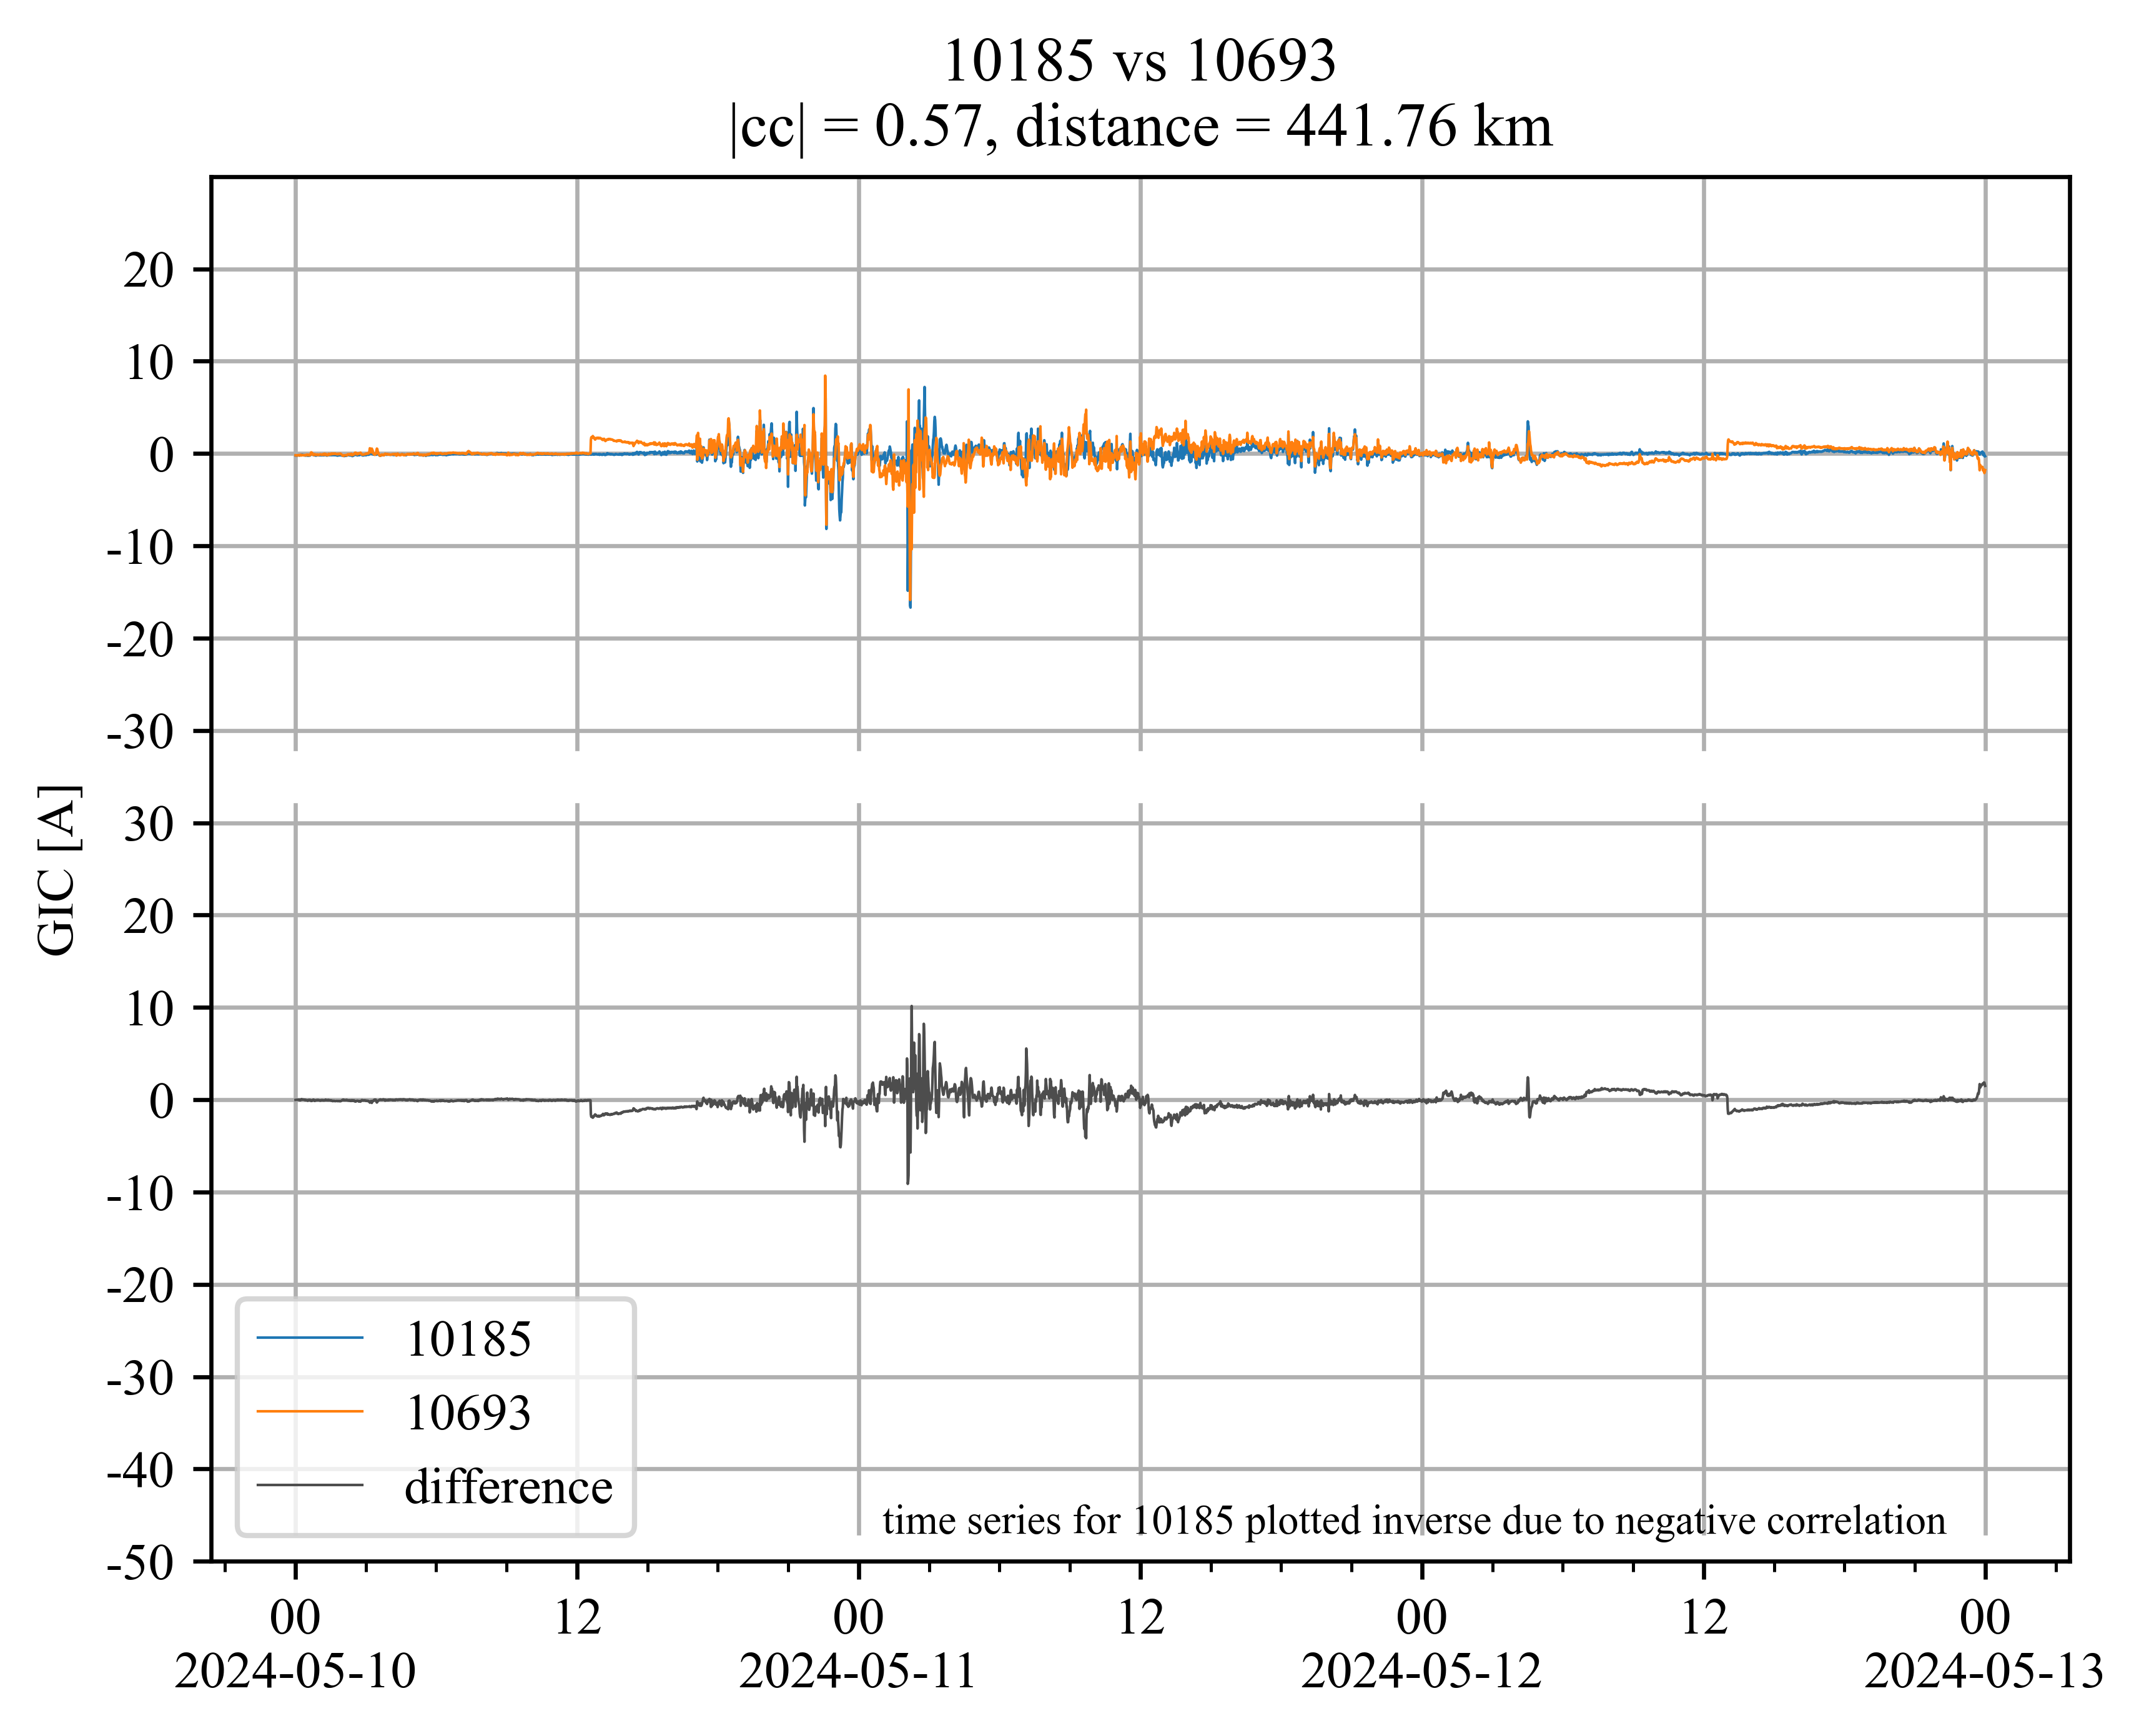 10185 vs 10693
|cc| = 0.57, distance = 441.76 km
20
10
0
-10
-20
-30
30
20
10
0
-10
-20
-30
-40
-50
GIC [A]
10185
10693
difference
time series for 10185 plotted inverse due to negative correlation
00 12 00 12 00 12 00
2024-05-10 2024-05-11 2024-05-12 2024-05-13